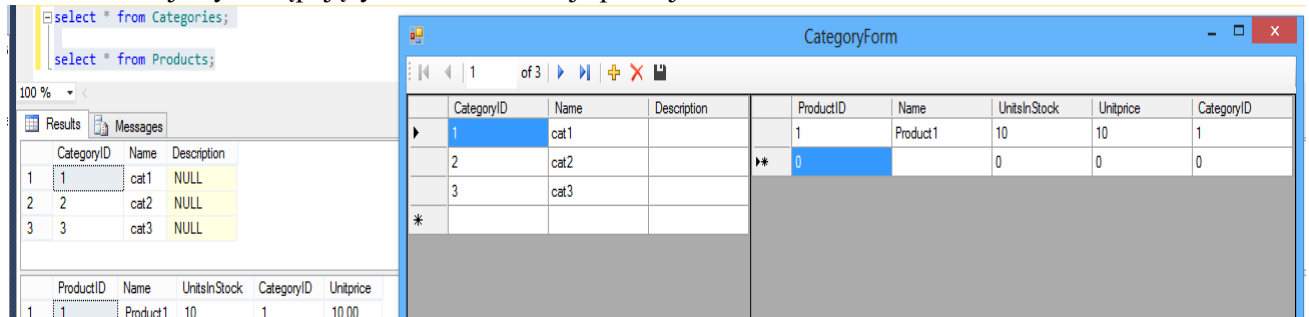 select * from Categories;
select * from Products;
100 %
Results Messages
CategoryID Name Description
1 1 cat1 NULL
2 2 cat2 NULL
3 3 cat3 NULL
ProductID Name UnitsInStock CategoryID Unitprice
1 1 Product1 10 1 10.00
CategoryForm
1 of 3
CategoryID Name Description
1 cat1
2 cat2
3 cat3
ProductID Name UnitsInStock Unitprice CategoryID
1 Product1 10 10 1
0 0 0 0